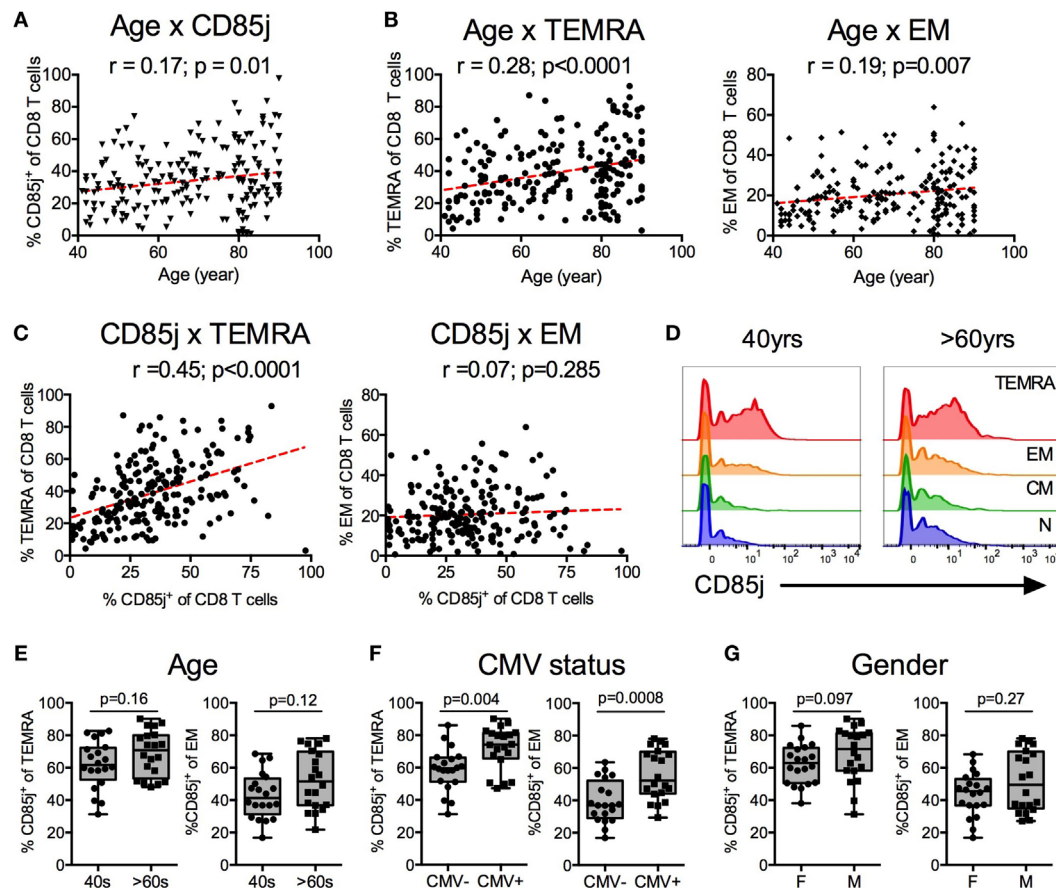 A
Age x CD85j
r = 0.17; p = 0.01
% CD85j⁺ of CD8 T cells
100
80
60
40
20
0
40 60 80 100
Age (year)
B
Age x TEMRA
r = 0.28; p<0.0001
% TEMRA of CD8 T cells
100
80
60
40
20
0
40 60 80 100
Age (year)
Age x EM
r = 0.19; p=0.007
% EM of CD8 T cells
80
60
40
20
0
40 60 80 100
Age (year)
C
CD85j x TEMRA
r =0.45; p<0.0001
% TEMRA of CD8 T cells
100
80
60
40
20
0
0 25 50 75 100
% CD85j⁺ of CD8 T cells
CD85j x EM
r=0.07; p=0.285
% EM of CD8 T cells
80
60
40
20
0
0 25 50 75 100
% CD85j⁺ of CD8 T cells
D
40yrs >60yrs
TEMRA
EM
CM
N
0 10¹ 10² 10³ 10⁴
0 10¹ 10² 10³ 10⁴
CD85j
E
Age
p=0.16
% CD85j⁺ of TEMRA
100
80
60
40
20
0
40s >60s
p=0.12
%CD85j⁺ of EM
100
80
60
40
20
0
40s >60s
F
CMV status
p=0.004
% CD85j⁺ of TEMRA
100
80
60
40
20
0
CMV- CMV+
p=0.0008
%CD85j⁺ of EM
100
80
60
40
20
0
CMV- CMV+
G
Gender
p=0.097
% CD85j⁺ of TEMRA
100
80
60
40
20
0
F M
p=0.27
%CD85j⁺ of EM
100
80
60
40
20
0
F M